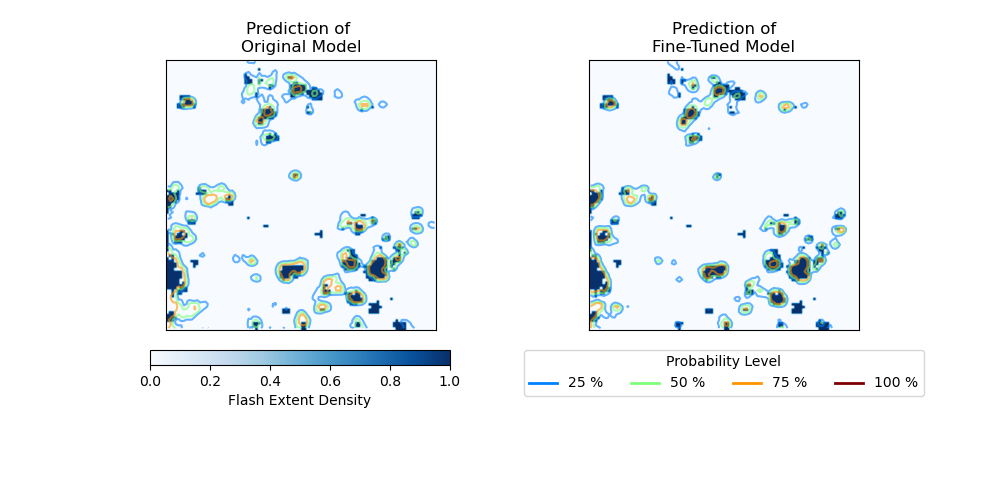 Prediction of
Original Model
Prediction of
Fine-Tuned Model
0.0 0.2 0.4 0.6 0.8 1.0
Flash Extent Density
Probability Level
25 % 50 % 75 % 100 %